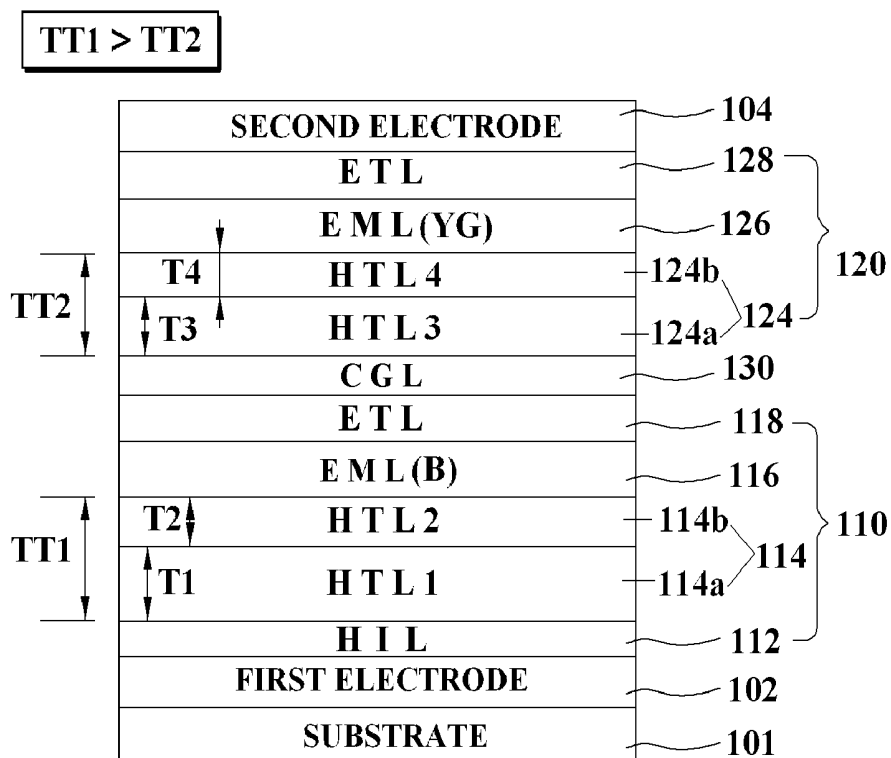 TT1 > TT2
SECOND ELECTRODE
104
ETL
128
EML(YG)
126
120
TT2
T4
HTL4
124b
124
T3
HTL3
124a
CGL
130
ETL
118
EML(B)
116
110
TT1
T2
HTL2
114b
114
T1
HTL1
114a
HIL
112
FIRST ELECTRODE
102
SUBSTRATE
101